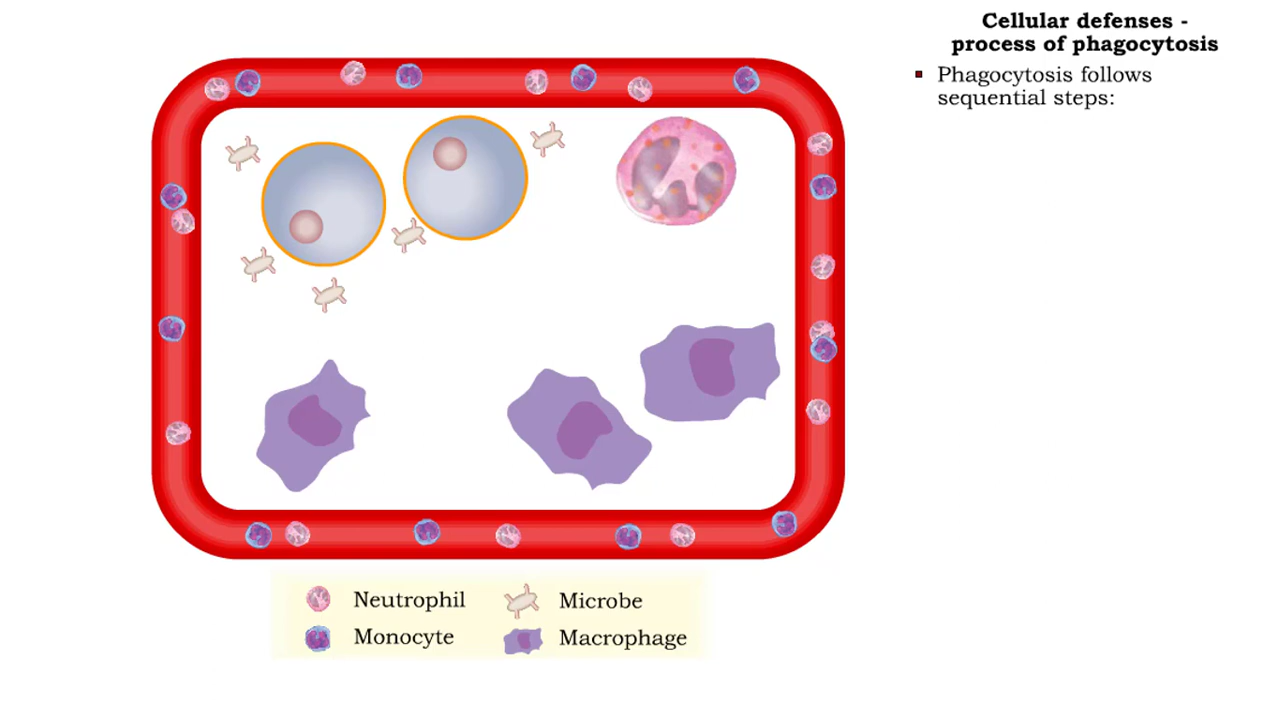 Cellular defenses -
process of phagocytosis
▪ Phagocytosis follows
sequential steps:
Neutrophil
Microbe
Monocyte
Macrophage